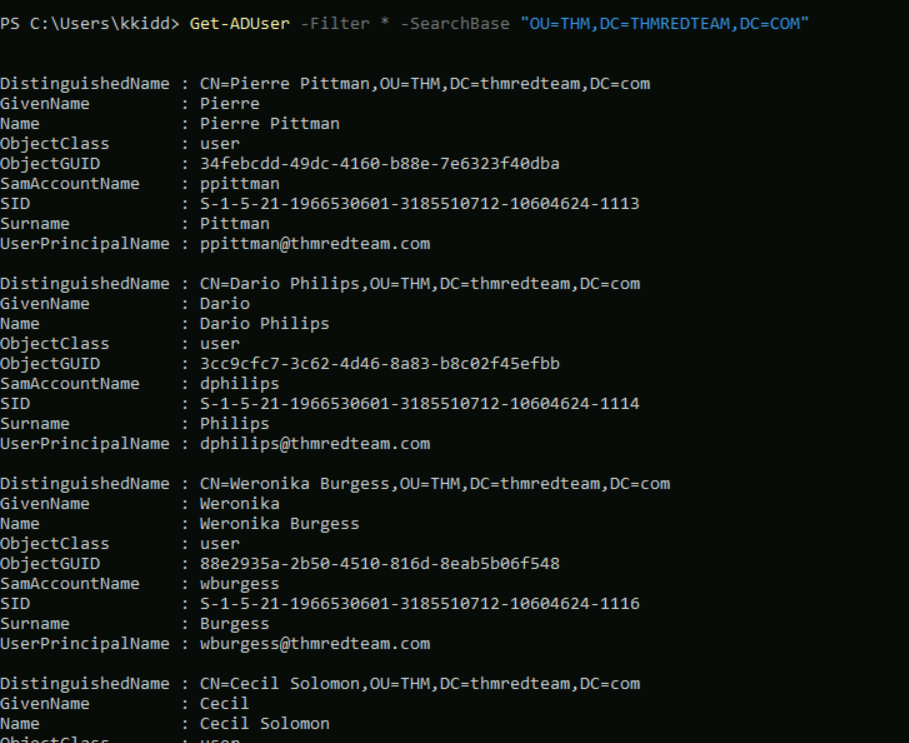 PS C:\Users\kkidd> Get-ADUser -Filter * -SearchBase "OU=THM,DC=THMREDTEAM,DC=COM"
DistinguishedName : CN=Pierre Pittman,OU=THM,DC=thmredteam,DC=com
GivenName : Pierre
Name : Pierre Pittman
ObjectClass : user
ObjectGUID : 34febcdd-49dc-4160-b88e-7e6323f40dba
SamAccountName : ppittman
SID : S-1-5-21-1966530601-3185510712-10604624-1113
Surname : Pittman
UserPrincipalName : ppittman@thmredteam.com
DistinguishedName : CN=Dario Philips,OU=THM,DC=thmredteam,DC=com
GivenName : Dario
Name : Dario Philips
ObjectClass : user
ObjectGUID : 3cc9cfc7-3c62-4d46-8a83-b8c02f45efbb
SamAccountName : dphilips
SID : S-1-5-21-1966530601-3185510712-10604624-1114
Surname : Philips
UserPrincipalName : dphilips@thmredteam.com
DistinguishedName : CN=Weronika Burgess,OU=THM,DC=thmredteam,DC=com
GivenName : Weronika
Name : Weronika Burgess
ObjectClass : user
ObjectGUID : 88e2935a-2b50-4510-816d-8eab5b06f548
SamAccountName : wburgess
SID : S-1-5-21-1966530601-3185510712-10604624-1116
Surname : Burgess
UserPrincipalName : wburgess@thmredteam.com
DistinguishedName : CN=Cecil Solomon,OU=THM,DC=thmredteam,DC=com
GivenName : Cecil
Name : Cecil Solomon
ObjectClass : user